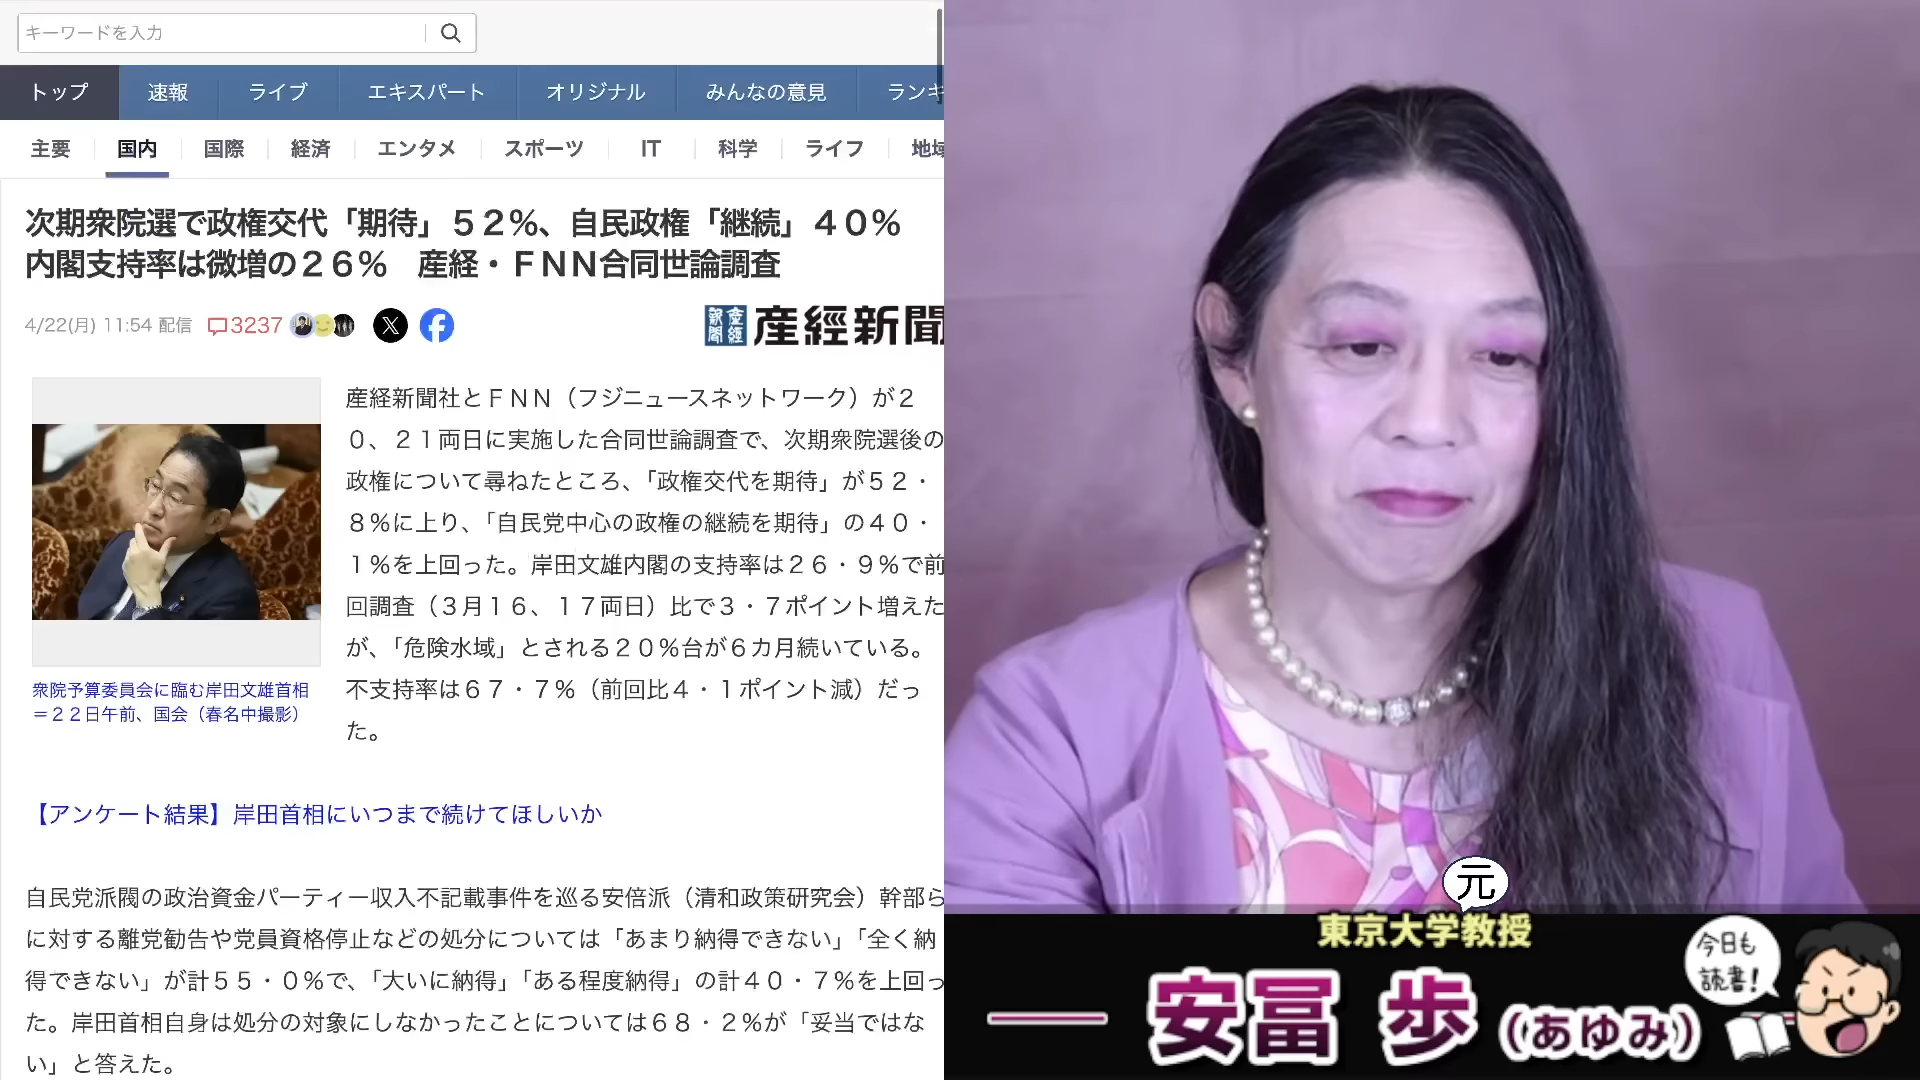 キーワードを入力
トップ 速報 ライブ エキスパート オリジナル みんなの意見 ランキ
主要 国内 国際 経済 エンタメ スポーツ IT 科学 ライフ 地域
次期衆院選で政権交代「期待」５２％、自民政権「継続」４０％
内閣支持率は微増の２６％　産経・ＦＮＮ合同世論調査
4/22(月) 11:54 配信 3237
産経新聞 産經新聞
産経新聞社とＦＮＮ（フジニュースネットワーク）が２
０、２１両日に実施した合同世論調査で、次期衆院選後の
政権について尋ねたところ、「政権交代を期待」が５２・
８％に上り、「自民党中心の政権の継続を期待」の４０・
１％を上回った。岸田文雄内閣の支持率は２６・９％で前
回調査（３月１６、１７両日）比で３・７ポイント増えた
が、「危険水域」とされる２０％台が６カ月続いている。
不支持率は６７・７％（前回比４・１ポイント減）だっ
た。
衆院予算委員会に臨む岸田文雄首相
＝２２日午前、国会（春名中撮影）
【アンケート結果】岸田首相にいつまで続けてほしいか
自民党派閥の政治資金パーティー収入不記載事件を巡る安倍派（清和政策研究会）幹部ら
に対する離党勧告や党員資格停止などの処分については「あまり納得できない」「全く納
得できない」が計５５・０％で、「大いに納得」「ある程度納得」の計４０・７％を上回っ
た。岸田首相自身は処分の対象にしなかったことについては６８・２％が「妥当ではな
い」と答えた。
元
東京大学教授
安冨 歩（あゆみ）
今日も
読書！